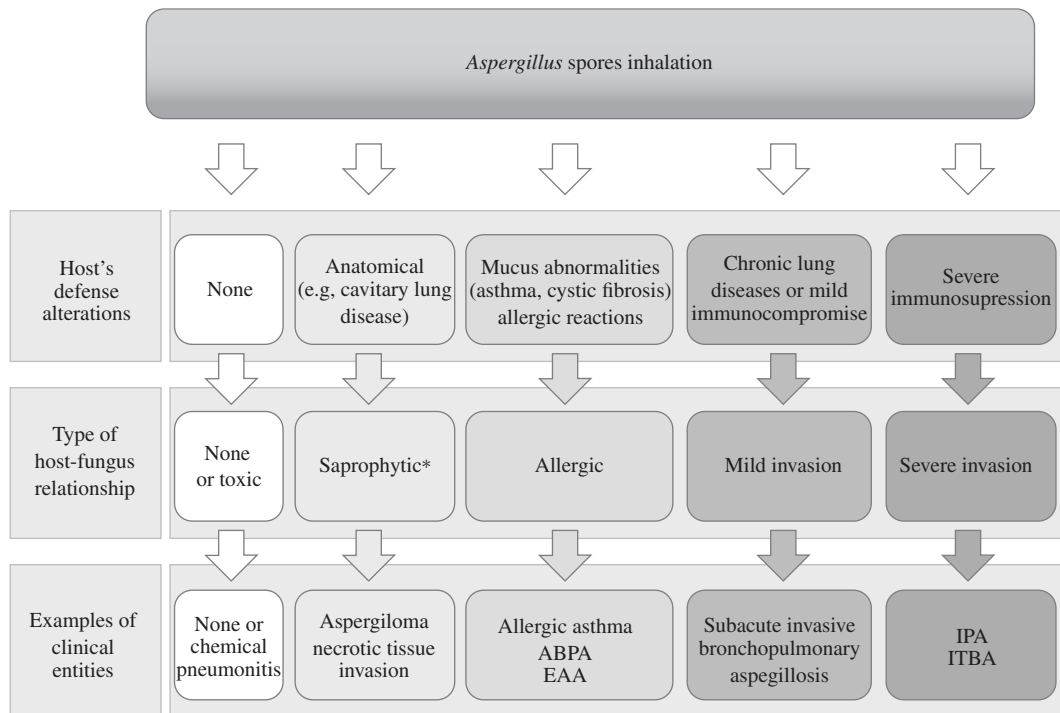 Aspergillus spores inhalation
Host's
defense
alterations
None
Anatomical
(e.g, cavitary lung
disease)
Mucus abnormalities
(asthma, cystic fibrosis)
allergic reactions
Chronic lung
diseases or mild
immunocompromise
Severe
immunosupression
Type of
host-fungus
relationship
None
or toxic
Saprophytic*
Allergic
Mild invasion
Severe invasion
Examples of
clinical
entities
None or
chemical
pneumonitis
Aspergiloma
necrotic tissue
invasion
Allergic asthma
ABPA
EAA
Subacute invasive
bronchopulmonary
aspegillosis
IPA
ITBA